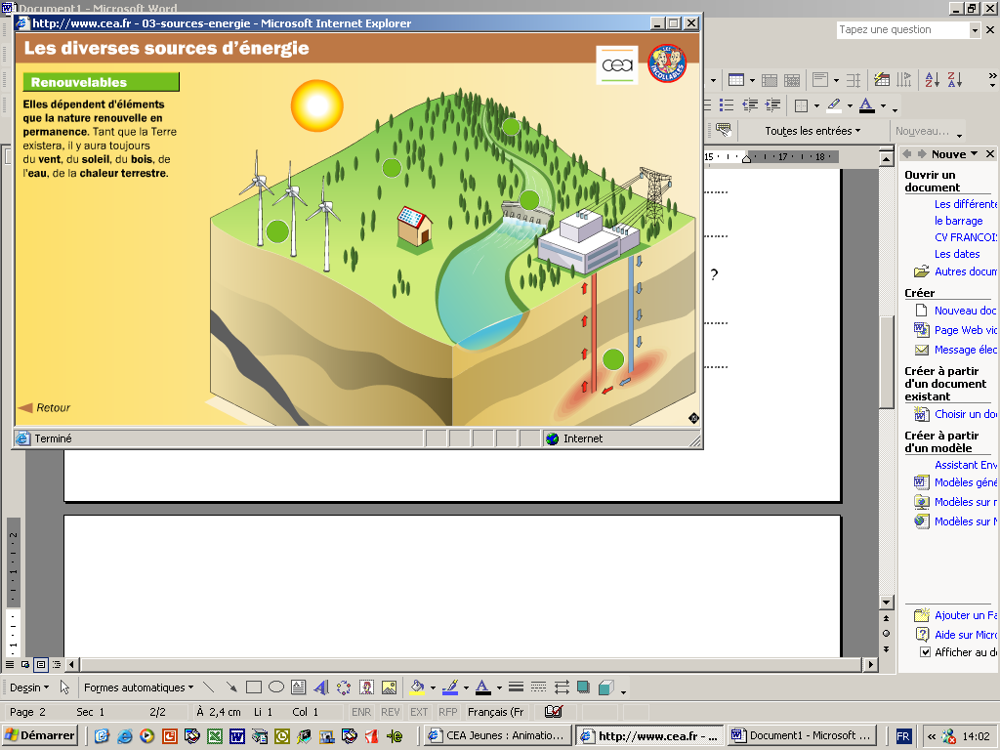 Document1 - Microsoft Word
http://www.cea.fr - 03-sources-energie - Microsoft Internet Explorer
Tapez une question
Les diverses sources d'énergie
cea
LES INCOLLABLES
Renouvelables
Elles dépendent d'éléments
que la nature renouvelle en
permanence. Tant que la Terre
existera, il y aura toujours
du vent, du soleil, du bois, de
l'eau, de la chaleur terrestre.
Retour
Terminé
Internet
Toutes les entrées
Nouveau...
15 17 18
?
Nouve
Ouvrir un
document
Les différente
le barrage
CV FRANCOIS
Les dates
Autres docum
Créer
Nouveau doc
Page Web vie
Message élec
Créer à partir
d'un document
existant
Choisir un do
Créer à partir
d'un modèle
Assistant Env
Modèles géné
Modèles sur m
Modèles sur M
Ajouter un Fa
Aide sur Micro
Afficher au dé
2
1
1
Dessin
Formes automatiques
Page 2 Sec 1 2/2 À 2,4 cm Li 1 Col 1 ENR REV EXT RFP Français (Fr
Démarrer
CEA Jeunes : Animatio...
http://www.cea.fr - ...
Document1 - Microsoft ...
FR
14:02